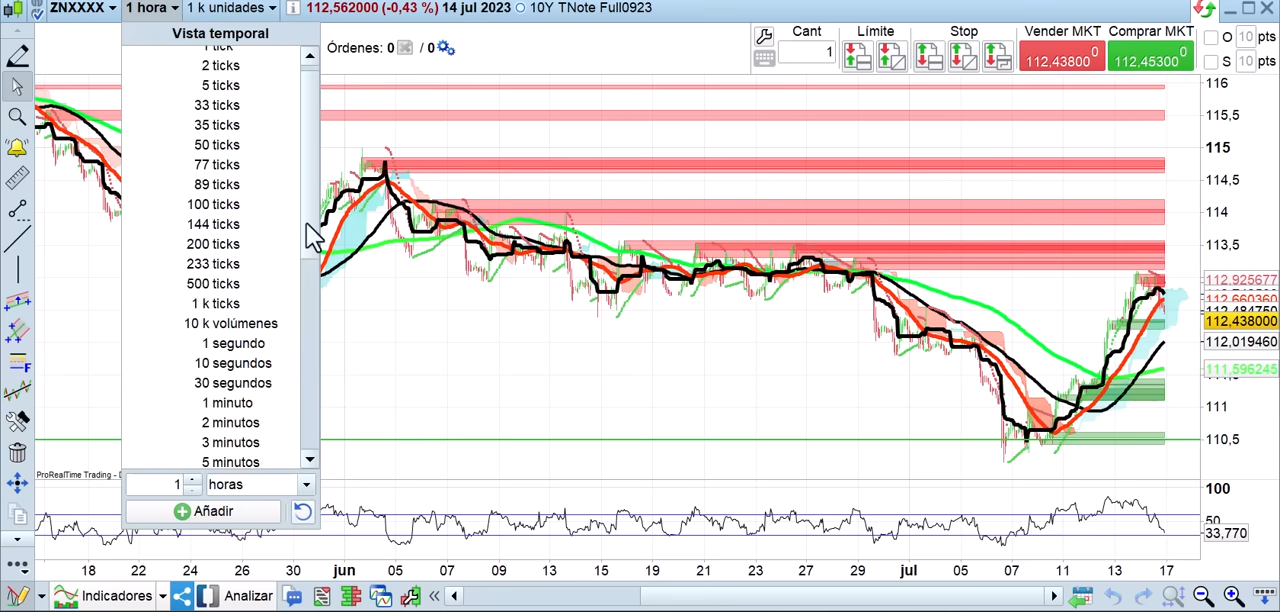 ZNXXXX 1 hora 1 k unidades 112,562000 (-0,43 %) 14 jul 2023 10Y TNote Full0923
Vista temporal
1 tick
2 ticks
5 ticks
33 ticks
35 ticks
50 ticks
77 ticks
89 ticks
100 ticks
144 ticks
200 ticks
233 ticks
500 ticks
1 k ticks
10 k volúmenes
1 segundo
10 segundos
30 segundos
1 minuto
2 minutos
3 minutos
5 minutos
1 horas
Añadir
Órdenes: 0 / 0
Cant
1
Límite
Stop
Vender MKT
0
112,43800
Comprar MKT
0
112,45300
O 10 pts
S 10 pts
116
115,5
115
114,5
114
113,5
112,925677
112,660360
112,438000
112,019460
111,596245
111
110,5
ProRealTime Trading -
100
50
33,770
18 22 24 26 30 jun 05 07 09 13 15 19 21 23 27 29 jul 05 07 11 13 17
Indicadores Analizar